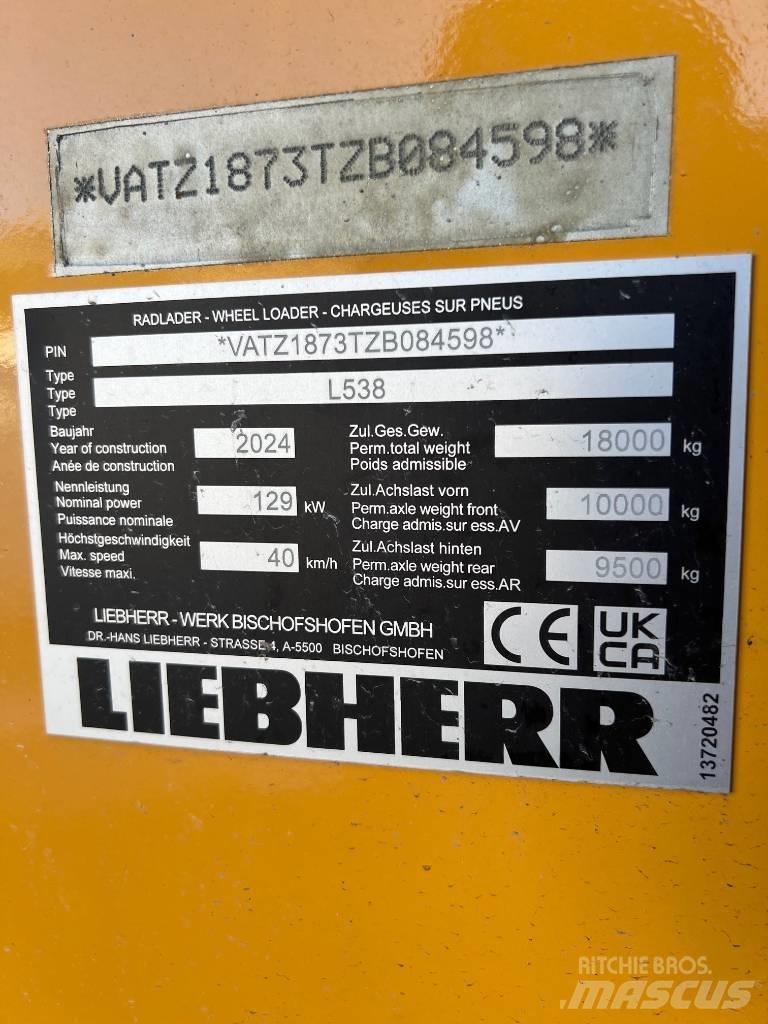 *VATZ1873TZB084598*
RADLADER - WHEEL LOADER - CHARGEUSES SUR PNEUS
PIN *VATZ1873TZB084598*
Type
Type L538
Type
Baujahr
Year of construction 2024
Anée de construction
Zul.Ges.Gew.
Perm.total weight 18000 kg
Poids admissible
Nennleistung
Nominal power 129 kW
Puissance nominale
Zul.Achslast vorn
Perm.axle weight front 10000 kg
Charge admis.sur ess.AV
Höchstgeschwindigkeit
Max. speed 40 km/h
Vitesse maxi.
Zul.Achslast hinten
Perm.axle weight rear 9500 kg
Charge admis.sur ess.AR
LIEBHERR - WERK BISCHOFSHOFEN GMBH
DR.-HANS LIEBHERR - STRASSE 4, A-5500 BISCHOFSHOFEN
CE
UK
CA
LIEBHERR
13720482
RITCHIE BROS.
MASCUS